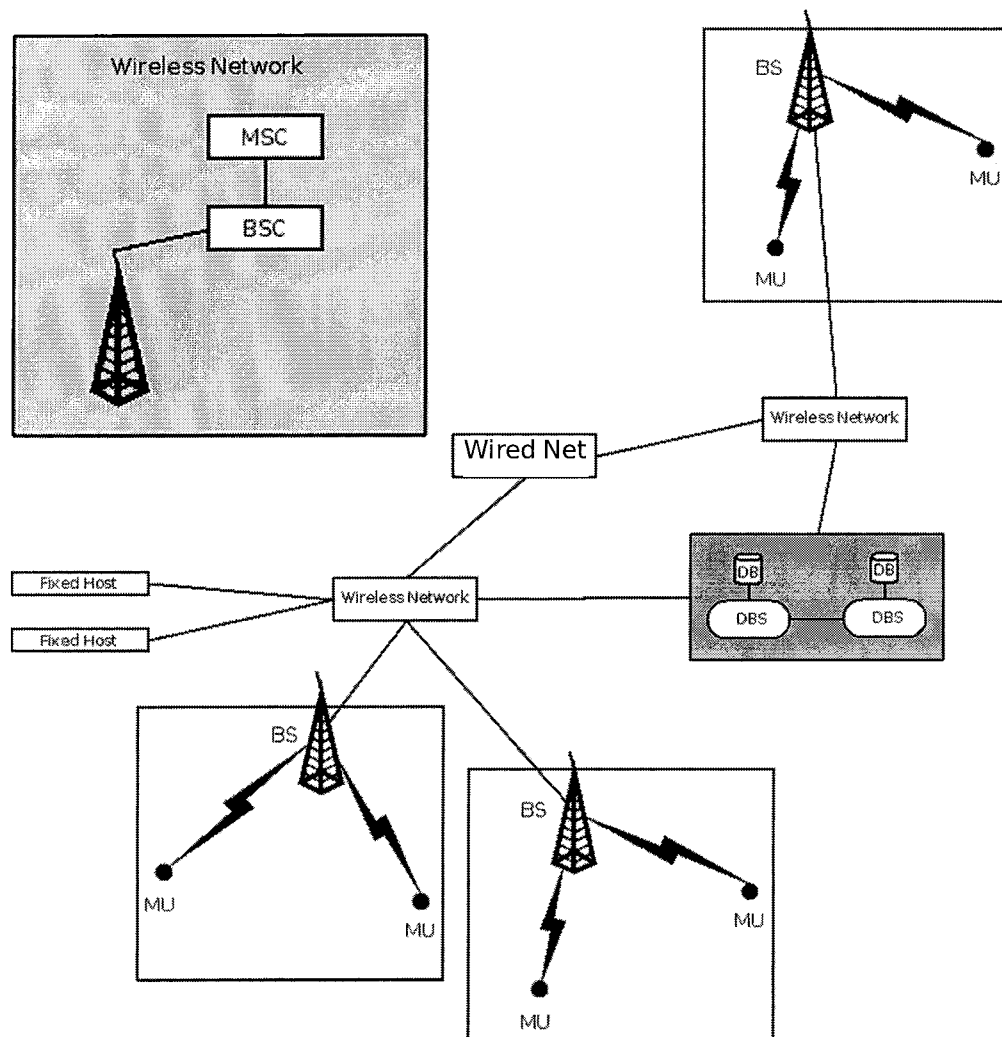 Wireless Network
MSC
BSC
BS
MU
MU
Wireless Network
Wired Net
DB
DB
DBS
DBS
Fixed Host
Wireless Network
Fixed Host
BS
MU
MU
BS
MU
MU